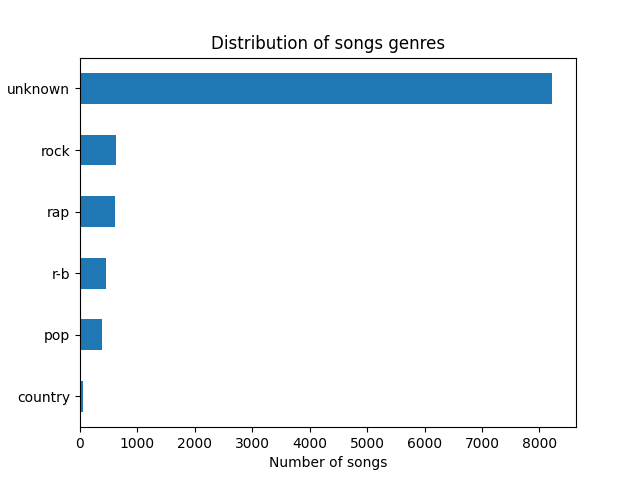 Distribution of songs genres
unknown
rock
rap
r-b
pop
country
0 1000 2000 3000 4000 5000 6000 7000 8000
Number of songs